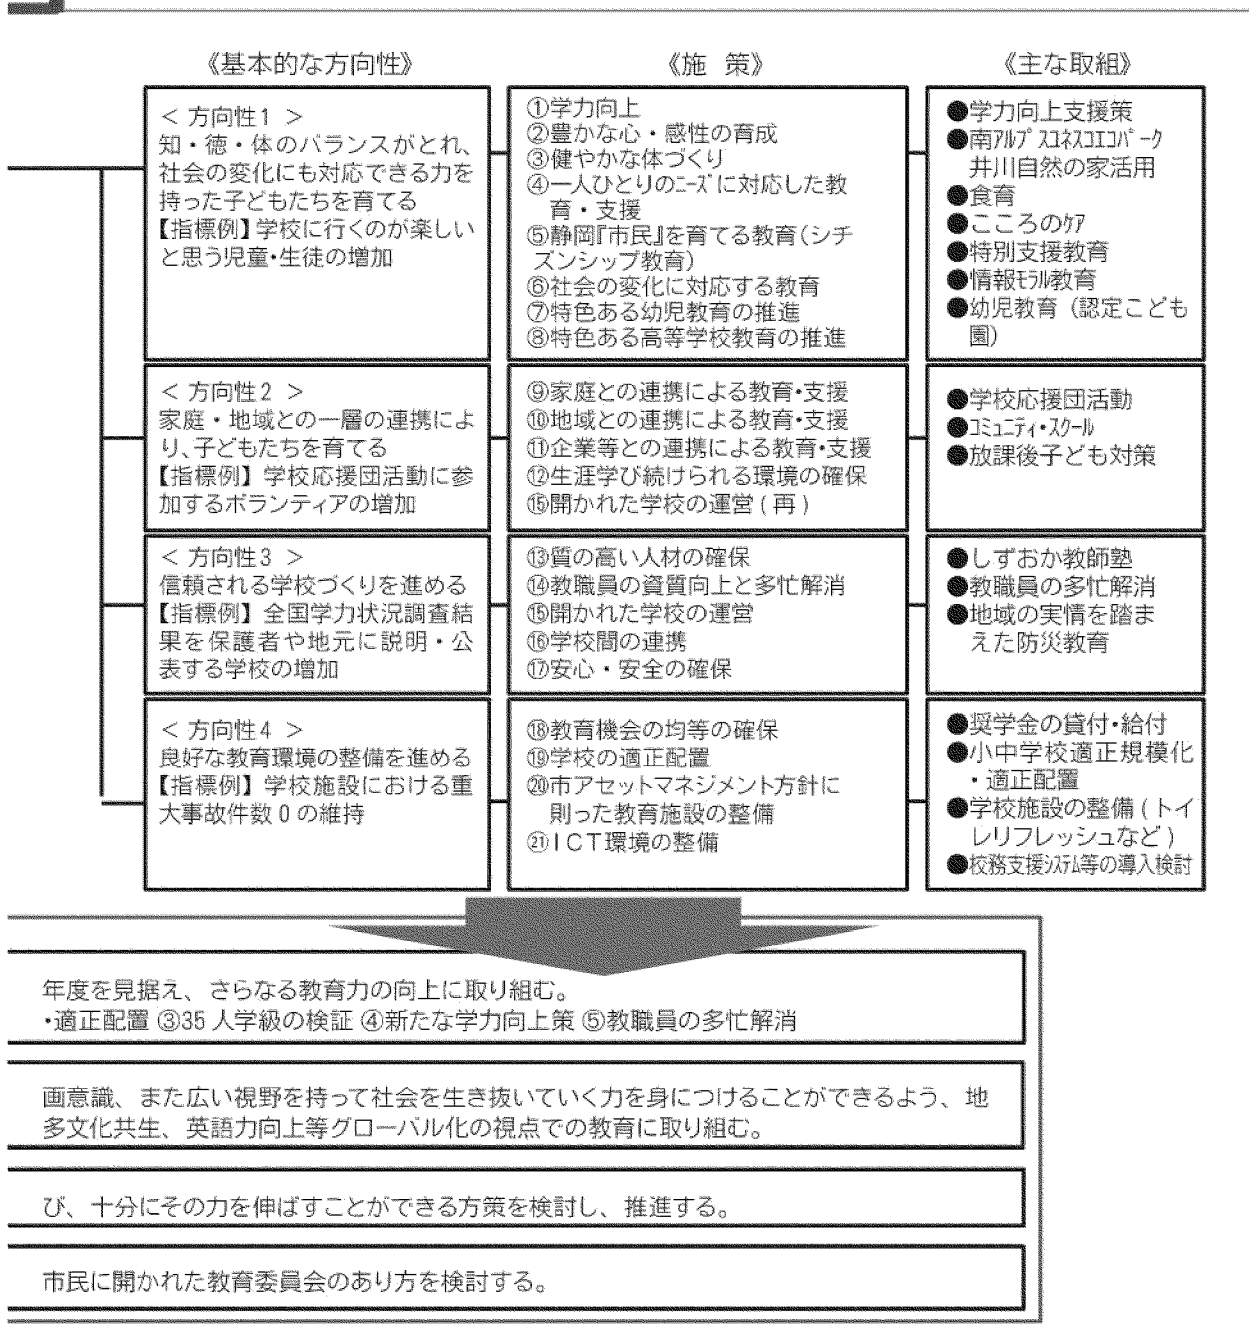 《基本的な方向性》
《施 策》
《主な取組》
< 方向性1 >
知・徳・体のバランスがとれ、
社会の変化にも対応できる力を
持った子どもたちを育てる
【指標例】学校に行くのが楽しい
と思う児童・生徒の増加
①学力向上
②豊かな心・感性の育成
③健やかな体づくり
④一人ひとりのﾆｰｽﾞに対応した教
育・支援
⑤静岡『市民』を育てる教育(シチ
ズンシップ教育)
⑥社会の変化に対応する教育
⑦特色ある幼児教育の推進
⑧特色ある高等学校教育の推進
●学力向上支援策
●南ｱﾙﾌﾟｽﾕﾈｽｺｴｺﾊﾟｰｸ
井川自然の家活用
●食育
●こころのｹｱ
●特別支援教育
●情報ﾓﾗﾙ教育
●幼児教育（認定こども
園）
< 方向性2 >
家庭・地域との一層の連携によ
り、子どもたちを育てる
【指標例】学校応援団活動に参
加するボランティアの増加
⑨家庭との連携による教育・支援
⑩地域との連携による教育・支援
⑪企業等との連携による教育・支援
⑫生涯学び続けられる環境の確保
⑮開かれた学校の運営(再)
●学校応援団活動
●ｺﾐｭﾆﾃｨ・ｽｸｰﾙ
●放課後子ども対策
< 方向性3 >
信頼される学校づくりを進める
【指標例】全国学力状況調査結
果を保護者や地元に説明・公
表する学校の増加
⑬質の高い人材の確保
⑭教職員の資質向上と多忙解消
⑮開かれた学校の運営
⑯学校間の連携
⑰安心・安全の確保
●しずおか教師塾
●教職員の多忙解消
●地域の実情を踏ま
えた防災教育
< 方向性4 >
良好な教育環境の整備を進める
【指標例】学校施設における重
大事故件数0の維持
⑱教育機会の均等の確保
⑲学校の適正配置
⑳市アセットマネジメント方針に
則った教育施設の整備
㉑ICT環境の整備
●奨学金の貸付・給付
●小中学校適正規模化
・適正配置
●学校施設の整備(トイ
レリフレッシュなど)
●校務支援ｼｽﾃﾑ等の導入検討
年度を見据え、さらなる教育力の向上に取り組む。
・適正配置 ③35人学級の検証 ④新たな学力向上策 ⑤教職員の多忙解消
画意識、また広い視野を持って社会を生き抜いていく力を身につけることができるよう、地
多文化共生、英語力向上等グローバル化の視点での教育に取り組む。
び、十分にその力を伸ばすことができる方策を検討し、推進する。
市民に開かれた教育委員会のあり方を検討する。